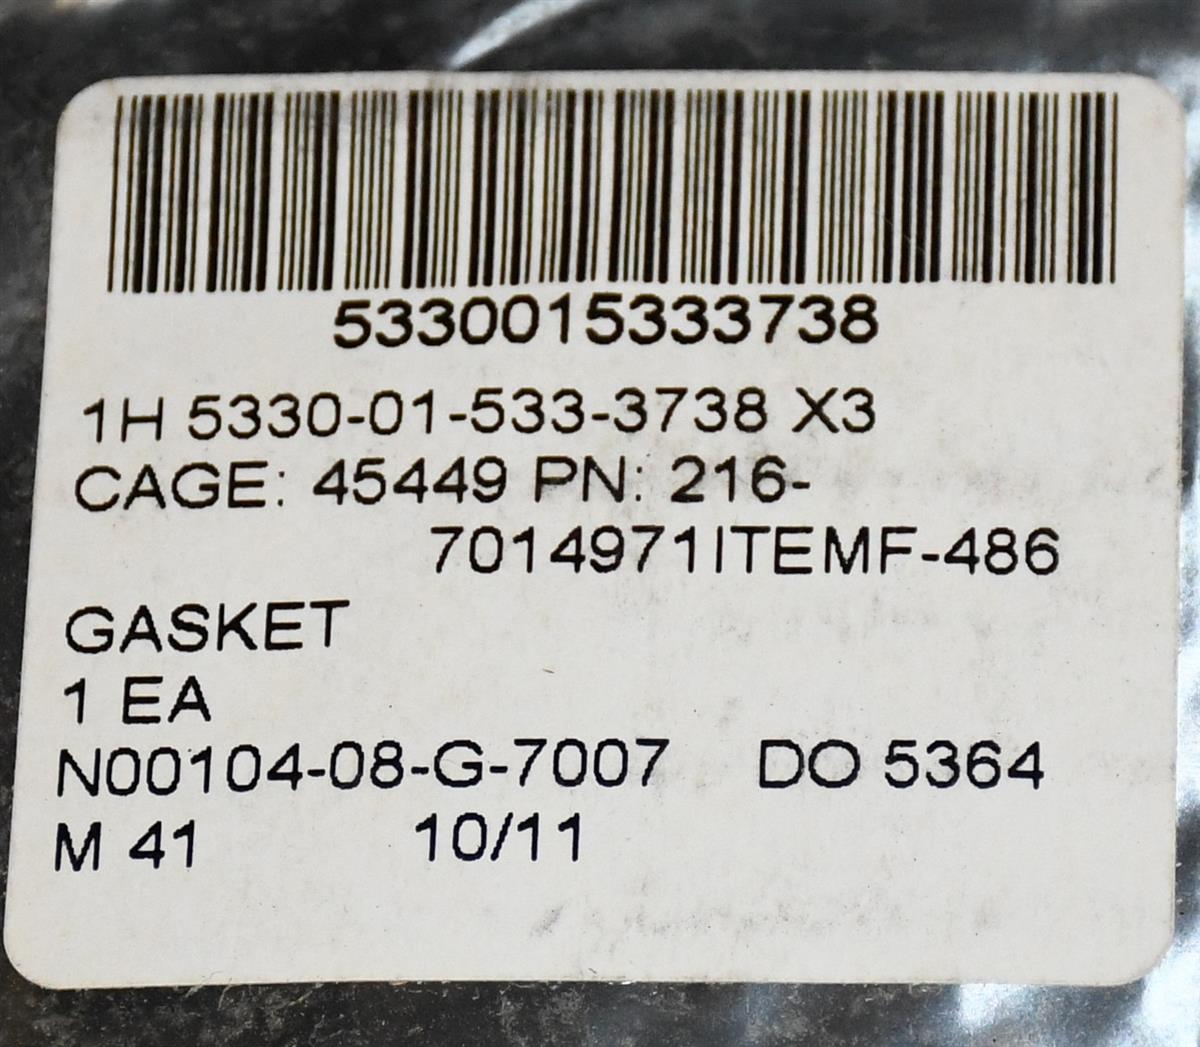 5330015333738
1H 5330-01-533-3738 X3
CAGE: 45449 PN: 216-
7014971ITEMF-486
GASKET
1 EA
N00104-08-G-7007 DO 5364
M 41 10/11